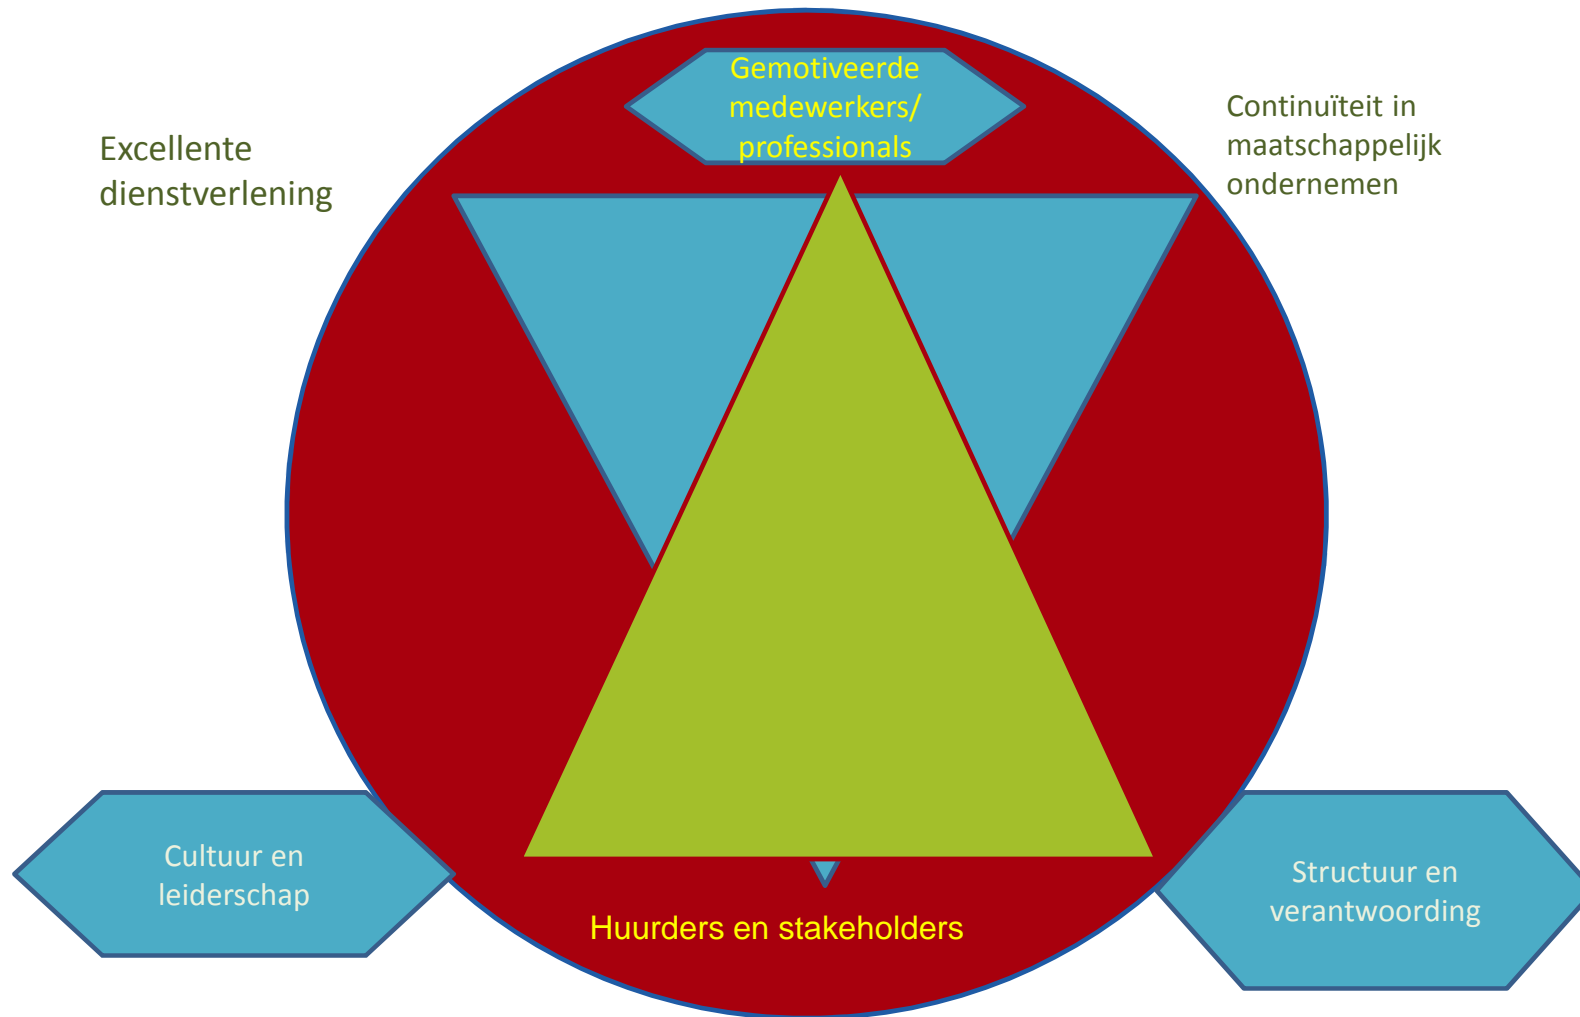 Gemotiveerde
medewerkers/
professionals
Excellente
dienstverlening
Continuïteit in
maatschappelijk
ondernemen
Cultuur en
leiderschap
Structuur en
verantwoording
Huurders en stakeholders